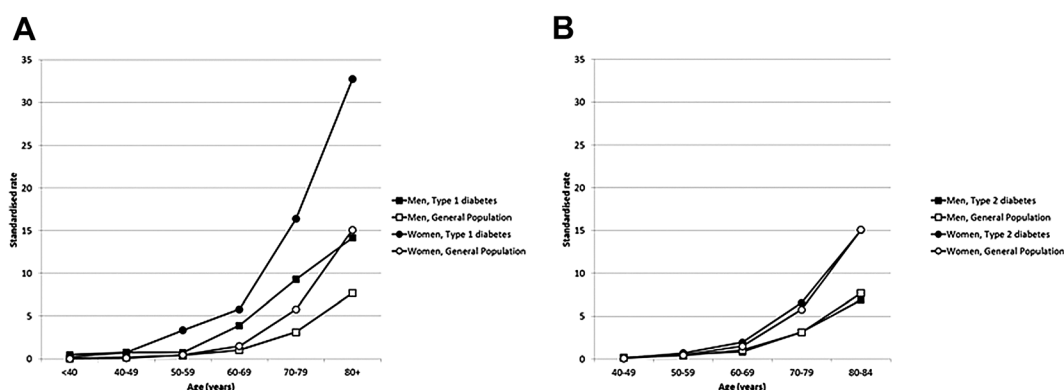 A
35
30
25
20
15
10
5
0
Standardised rate
<40
40-49
50-59
60-69
70-79
80+
Age (years)
Men, Type 1 diabetes
Men, General Population
Women, Type 1 diabetes
Women, General Population
B
35
30
25
20
15
10
5
0
Standardised rate
40-49
50-59
60-69
70-79
80-84
Age (years)
Men, Type 2 diabetes
Men, General Population
Women, Type 2 diabetes
Women, General Population